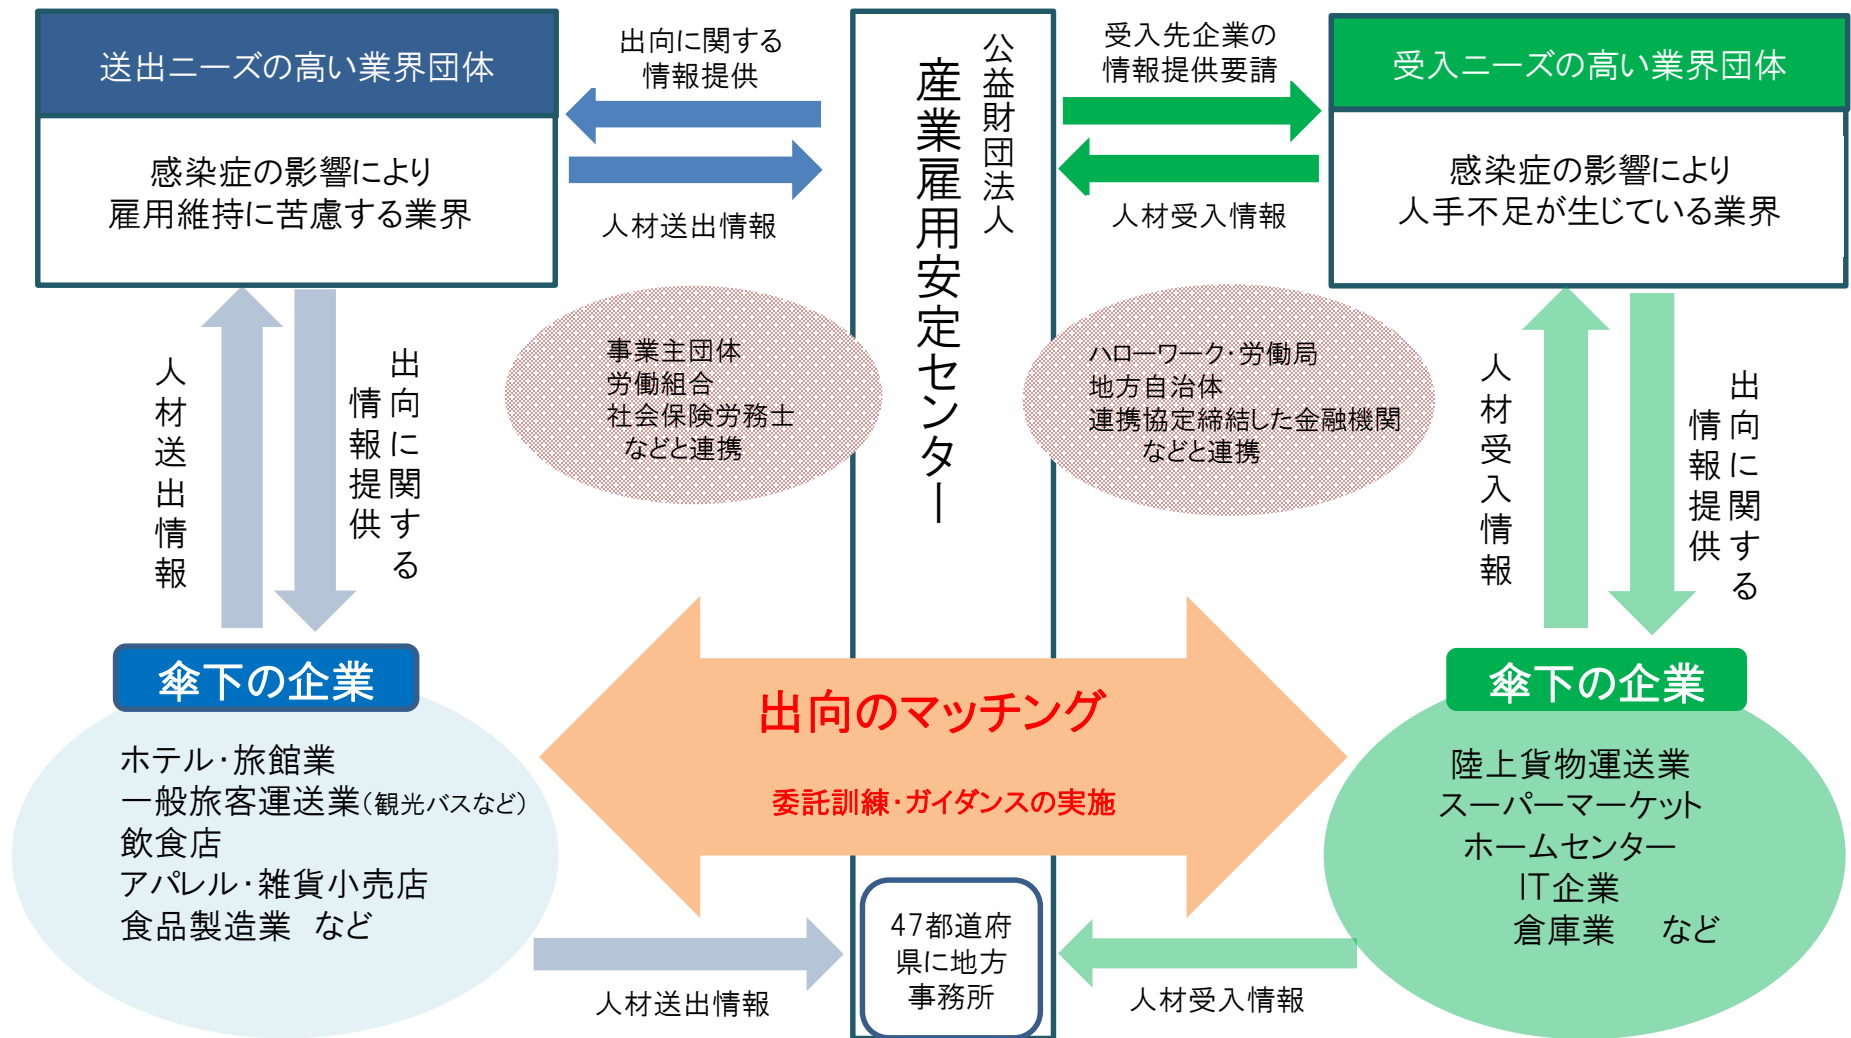 送出ニーズの高い業界団体
感染症の影響により
雇用維持に苦慮する業界
出向に関する
情報提供
人材送出情報
公益財団法人
産業雇用安定センター
受入先企業の
情報提供要請
人材受入情報
受入ニーズの高い業界団体
感染症の影響により
人手不足が生じている業界
事業主団体
労働組合
社会保険労務士
などと連携
ハローワーク・労働局
地方自治体
連携協定締結した金融機関
などと連携
人材送出情報
出向に関する
情報提供
人材受入情報
出向に関する
情報提供
傘下の企業
ホテル・旅館業
一般旅客運送業(観光バスなど)
飲食店
アパレル・雑貨小売店
食品製造業 など
出向のマッチング
委託訓練・ガイダンスの実施
傘下の企業
陸上貨物運送業
スーパーマーケット
ホームセンター
IT企業
倉庫業 など
人材送出情報
47都道府
県に地方
事務所
人材受入情報